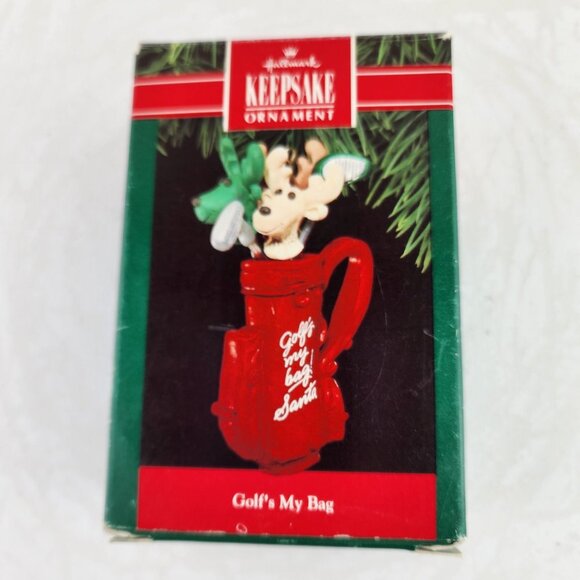 Hallmark
KEEPSAKE
ORNAMENT
Golf's
my
bag!
Santa
Golf's My Bag